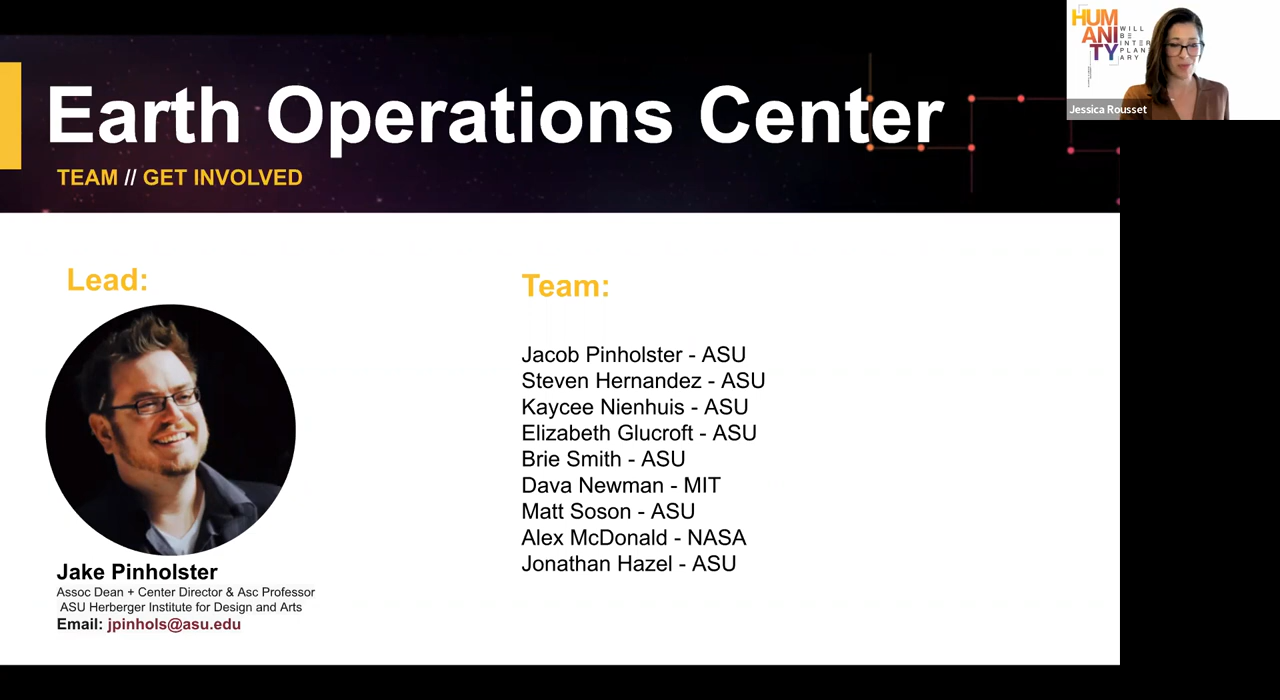 Earth Operations Center
TEAM // GET INVOLVED
HUM
ANI
TY
WILL
BE
INTER
PLAN
ARY
Jessica Rousset
Lead:
Jake Pinholster
Assoc Dean + Center Director & Asc Professor
ASU Herberger Institute for Design and Arts
Email: jpinhols@asu.edu
Team:
Jacob Pinholster - ASU
Steven Hernandez - ASU
Kaycee Nienhuis - ASU
Elizabeth Glucroft - ASU
Brie Smith - ASU
Dava Newman - MIT
Matt Soson - ASU
Alex McDonald - NASA
Jonathan Hazel - ASU